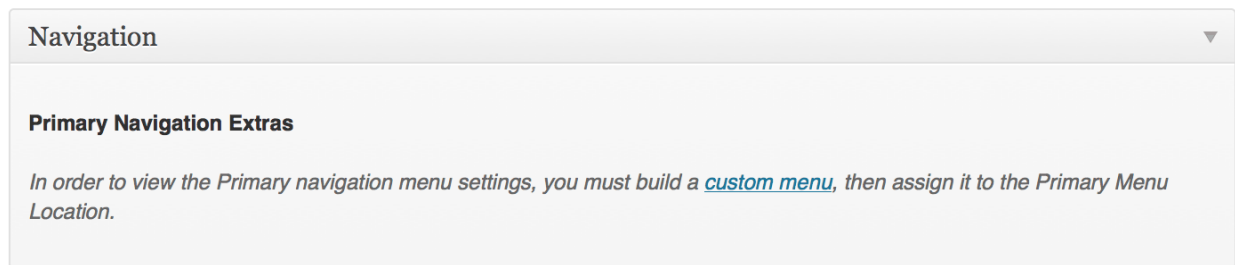 Navigation
Primary Navigation Extras
In order to view the Primary navigation menu settings, you must build a custom menu, then assign it to the Primary Menu
Location.